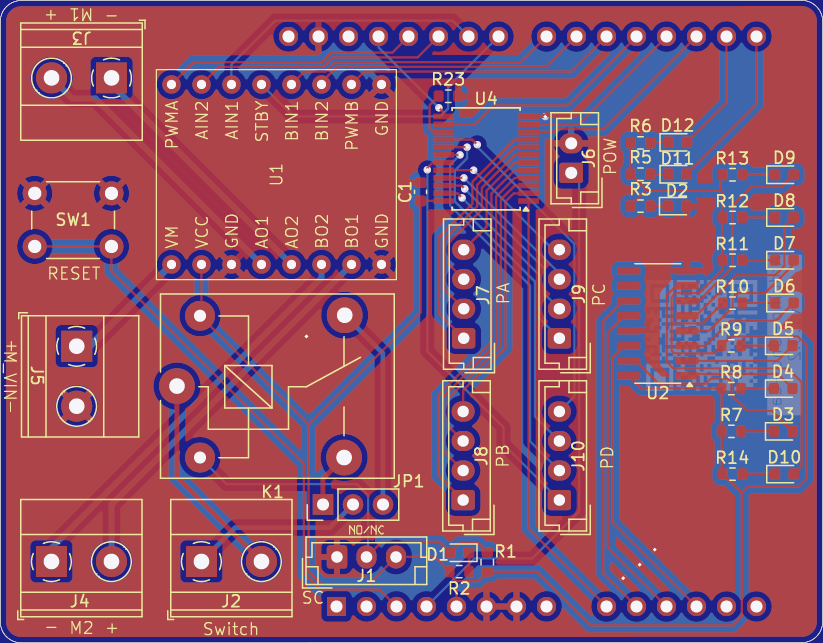 - M1 +
J3
R23
U4
R6 D12
J6
POW
R5 D11
R13 D9
R3 D2
R12 D8
PWMA AIN2 AIN1 STBY BIN1 BIN2 PWMB GND
U1
C1
VM VCC GND AO1 AO2 BO2 BO1 GND
SW1
RESET
R11 D7
J7 PA
J9 PC
R10 D6
R9 D5
+M_VIN-
J5
R8 D4
U2
R7 D3
J8 PB
J10 PD
R14 D10
K1
JP1
NO/NC
D1 R1
J1
R2
SC
J4
J2
- M2 +
Switch